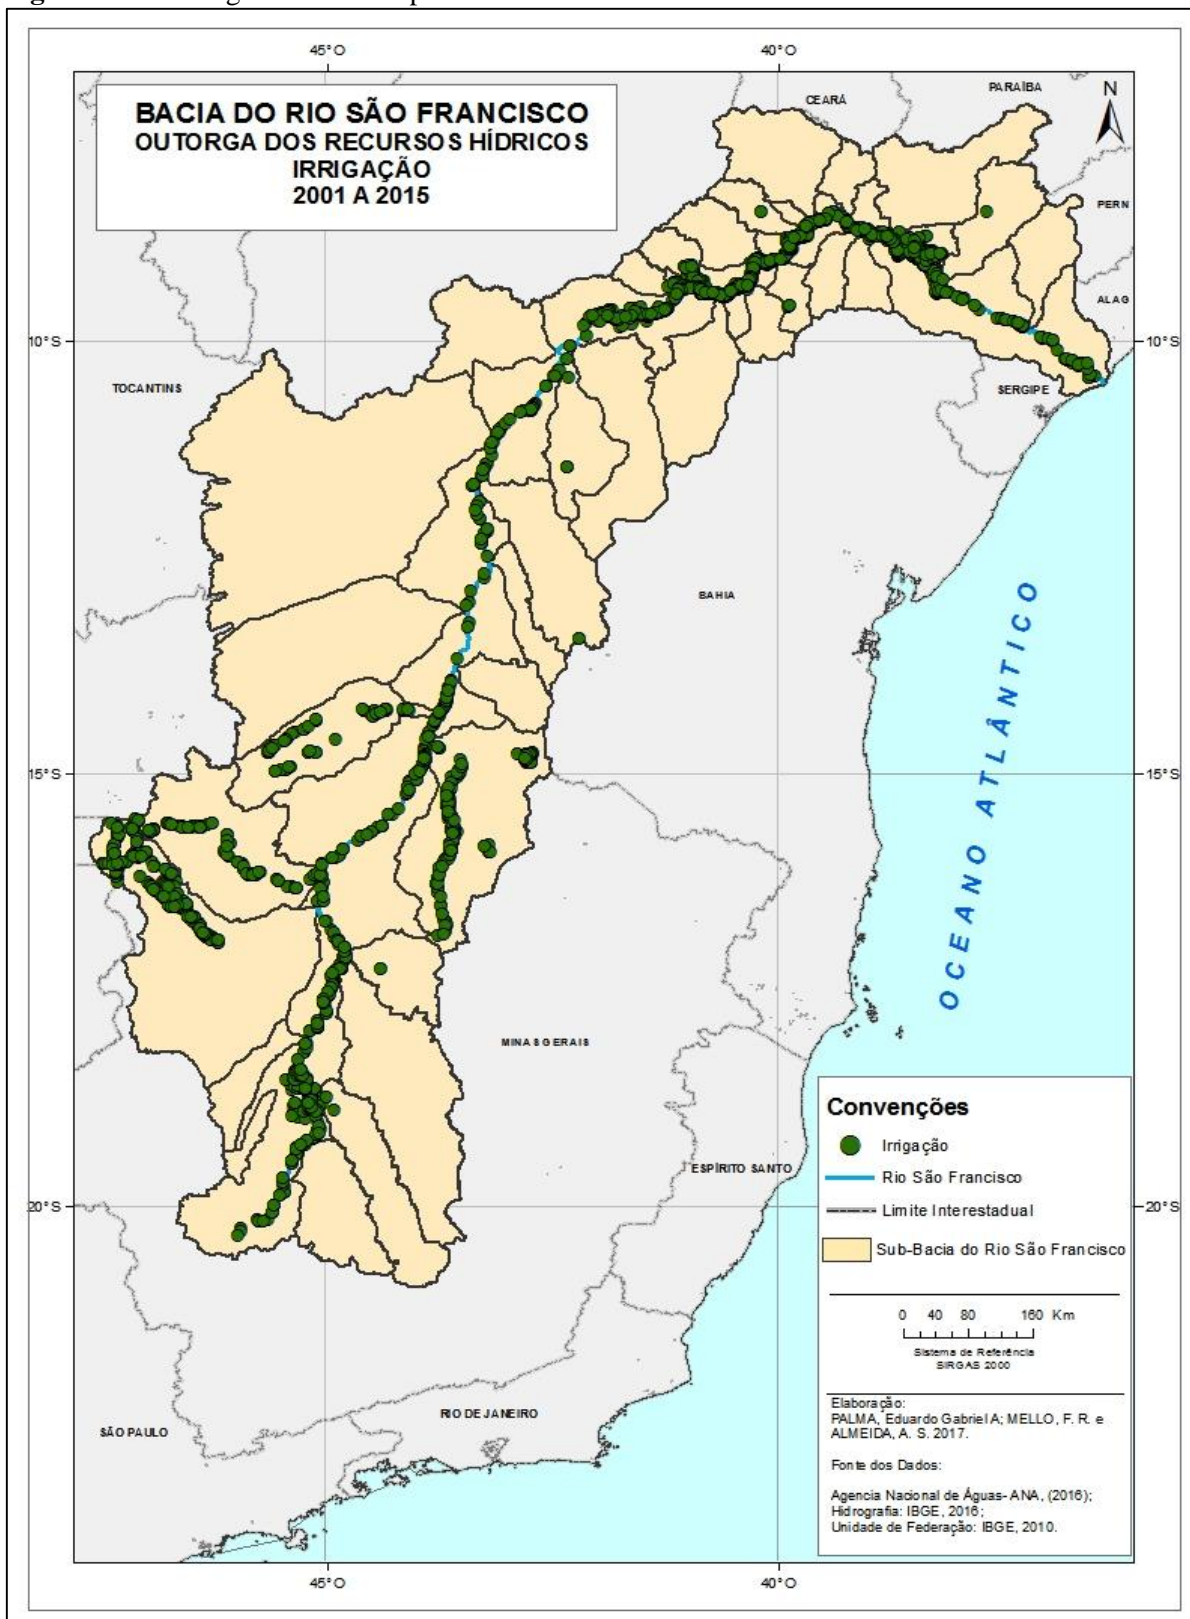 45°O
40°O
BACIA DO RIO SÃO FRANCISCO
OUTORGA DOS RECURSOS HÍDRICOS
IRRIGAÇÃO
2001 A 2015
CEARÁ
PARAÍBA
N
PERN
ALAG
10°S
10°S
TOCANTINS
SERGIPE
BAHIA
OCEANO ATLÂNTICO
15°S
15°S
MINAS GERAIS
ESPÍRITO SANTO
20°S
20°S
Convenções
Irrigação
Rio São Francisco
Limite Interestadual
Sub-Bacia do Rio São Francisco
0 40 80 160 Km
Sistema de Referência
SIRGAS 2000
Elaboração:
PALMA, Eduardo Gabriel A; MELLO, F. R. e
ALMEIDA, A. S. 2017.
Fonte dos Dados:
Agencia Nacional de Águas- ANA, (2016);
Hidrografia: IBGE, 2016;
Unidade de Federação: IBGE, 2010.
RIO DE JANEIRO
SÃO PAULO
45°O
40°O